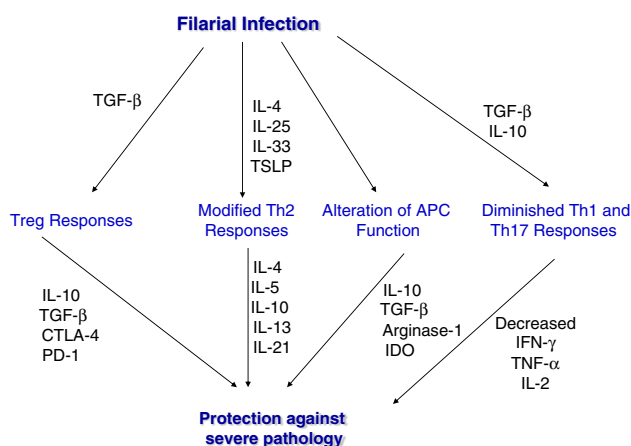 Filarial Infection
TGF-β
IL-4
IL-25
IL-33
TSLP
TGF-β
IL-10
Treg Responses
Modified Th2
Responses
Alteration of APC
Function
Diminished Th1 and
Th17 Responses
IL-10
TGF-β
CTLA-4
PD-1
IL-4
IL-5
IL-10
IL-13
IL-21
IL-10
TGF-β
Arginase-1
IDO
Decreased
IFN-γ
TNF-α
IL-2
Protection against
severe pathology